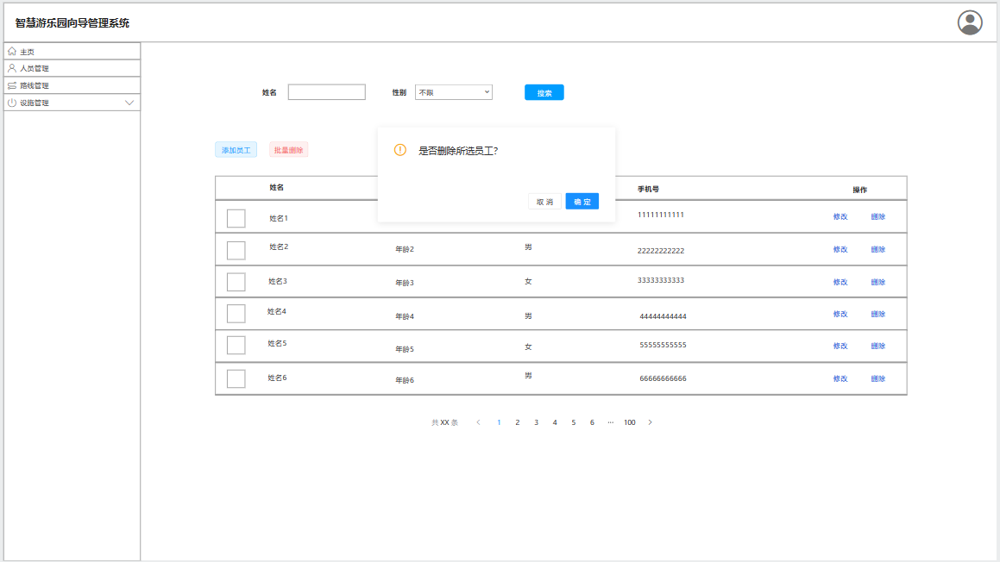 智慧游乐园向导管理系统
主页
人员管理
路线管理
设施管理
姓名 性别 不限 搜索
添加员工 批量删除
是否删除所选员工?
取 消 确 定
姓名 手机号 操作
姓名1 11111111111 修改 删除
姓名2 年龄2 男 22222222222 修改 删除
姓名3 年龄3 女 33333333333 修改 删除
姓名4 年龄4 男 44444444444 修改 删除
姓名5 年龄5 女 55555555555 修改 删除
姓名6 年龄6 男 66666666666 修改 删除
共 XX 条 < 1 2 3 4 5 6 ··· 100 >